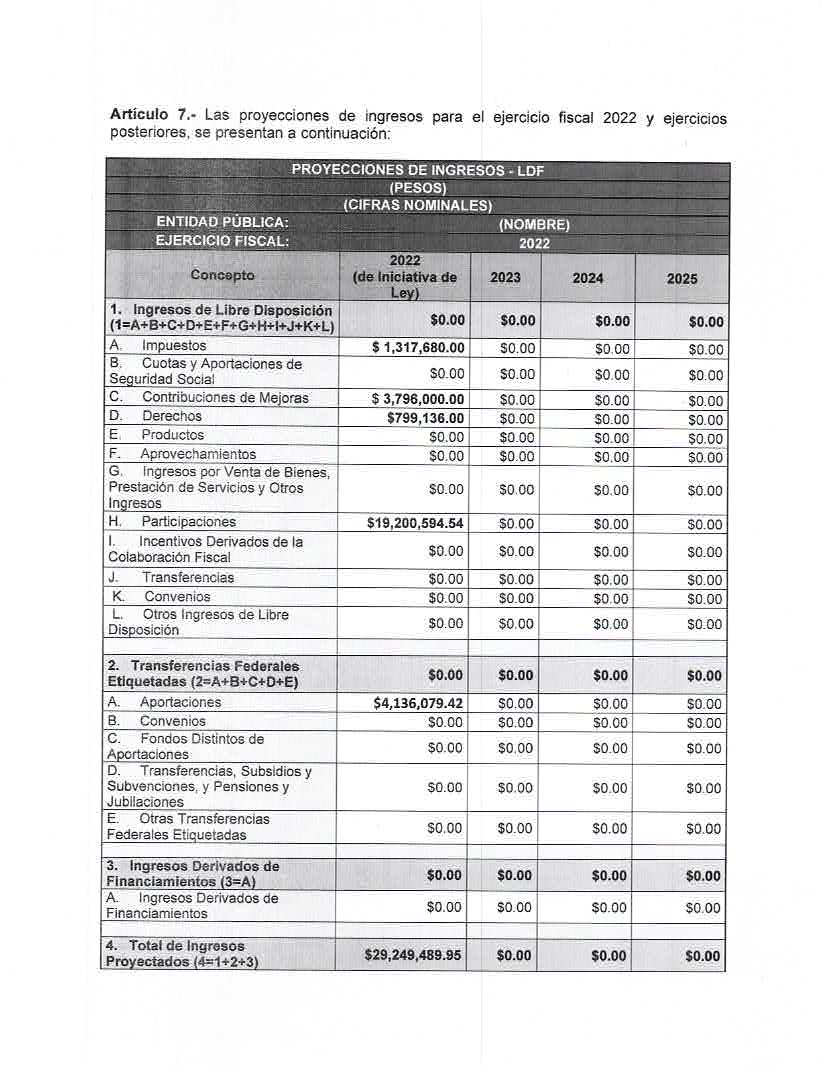 Artículo 7.- Las proyecciones de ingresos para el ejercicio fiscal 2022 y ejercicios
posteriores, se presentan a continuación:
PROYECCIONES DE INGRESOS - LDF
(PESOS)
(CIFRAS NOMINALES)
ENTIDAD PÚBLICA: (NOMBRE)
EJERCICIO FISCAL: 2022
Concepto 2022 (de Iniciativa de Ley) 2023 2024 2025
1. Ingresos de Libre Disposición
(1=A+B+C+D+E+F+G+H+I+J+K+L) $0.00 $0.00 $0.00 $0.00
A. Impuestos $ 1,317,680.00 $0.00 $0.00 $0.00
B. Cuotas y Aportaciones de
Seguridad Social $0.00 $0.00 $0.00 $0.00
C. Contribuciones de Mejoras $ 3,796,000.00 $0.00 $0.00 $0.00
D. Derechos $799,136.00 $0.00 $0.00 $0.00
E. Productos $0.00 $0.00 $0.00 $0.00
F. Aprovechamientos $0.00 $0.00 $0.00 $0.00
G. Ingresos por Venta de Bienes,
Prestación de Servicios y Otros
Ingresos $0.00 $0.00 $0.00 $0.00
H. Participaciones $19,200,594.54 $0.00 $0.00 $0.00
I. Incentivos Derivados de la
Colaboración Fiscal $0.00 $0.00 $0.00 $0.00
J. Transferencias $0.00 $0.00 $0.00 $0.00
K. Convenios $0.00 $0.00 $0.00 $0.00
L. Otros Ingresos de Libre
Disposición $0.00 $0.00 $0.00 $0.00
2. Transferencias Federales
Etiquetadas (2=A+B+C+D+E) $0.00 $0.00 $0.00 $0.00
A. Aportaciones $4,136,079.42 $0.00 $0.00 $0.00
B. Convenios $0.00 $0.00 $0.00 $0.00
C. Fondos Distintos de
Aportaciones $0.00 $0.00 $0.00 $0.00
D. Transferencias, Subsidios y
Subvenciones, y Pensiones y
Jubilaciones $0.00 $0.00 $0.00 $0.00
E. Otras Transferencias
Federales Etiquetadas $0.00 $0.00 $0.00 $0.00
3. Ingresos Derivados de
Financiamientos (3=A) $0.00 $0.00 $0.00 $0.00
A. Ingresos Derivados de
Financiamientos $0.00 $0.00 $0.00 $0.00
4. Total de Ingresos
Proyectados (4=1+2+3) $29,249,489.95 $0.00 $0.00 $0.00